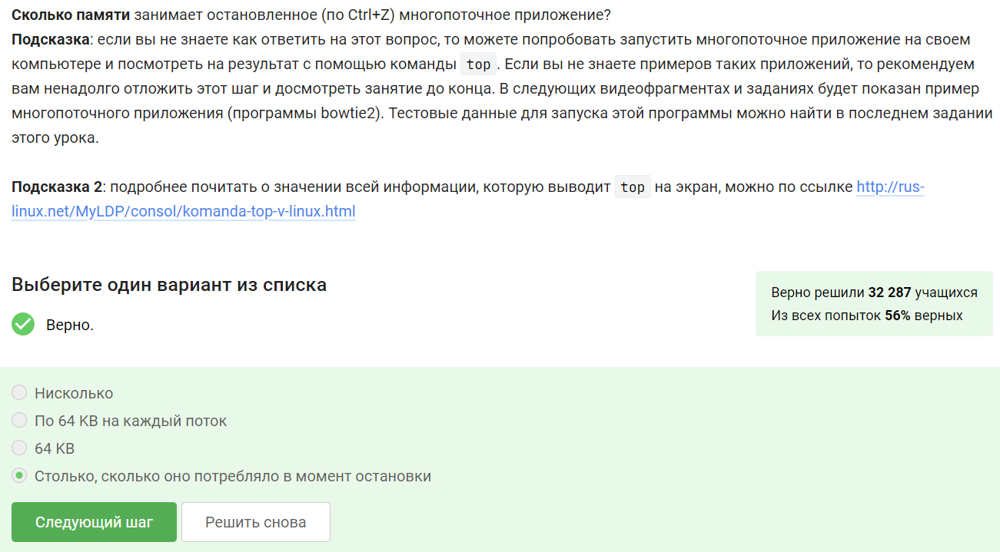 Сколько памяти занимает остановленное (по Ctrl+Z) многопоточное приложение?
Подсказка: если вы не знаете как ответить на этот вопрос, то можете попробовать запустить многопоточное приложение на своем
компьютере и посмотреть на результат с помощью команды top. Если вы не знаете примеров таких приложений, то рекомендуем
вам ненадолго отложить этот шаг и досмотреть занятие до конца. В следующих видеофрагментах и заданиях будет показан пример
многопоточного приложения (программы bowtie2). Тестовые данные для запуска этой программы можно найти в последнем задании
этого урока.
Подсказка 2: подробнее почитать о значении всей информации, которую выводит top на экран, можно по ссылке http://rus-
linux.net/MyLDP/consol/komanda-top-v-linux.html
Выберите один вариант из списка
Верно.
Верно решили 32 287 учащихся
Из всех попыток 56% верных
Нисколько
По 64 KB на каждый поток
64 KB
Столько, сколько оно потребляло в момент остановки
Следующий шаг
Решить снова